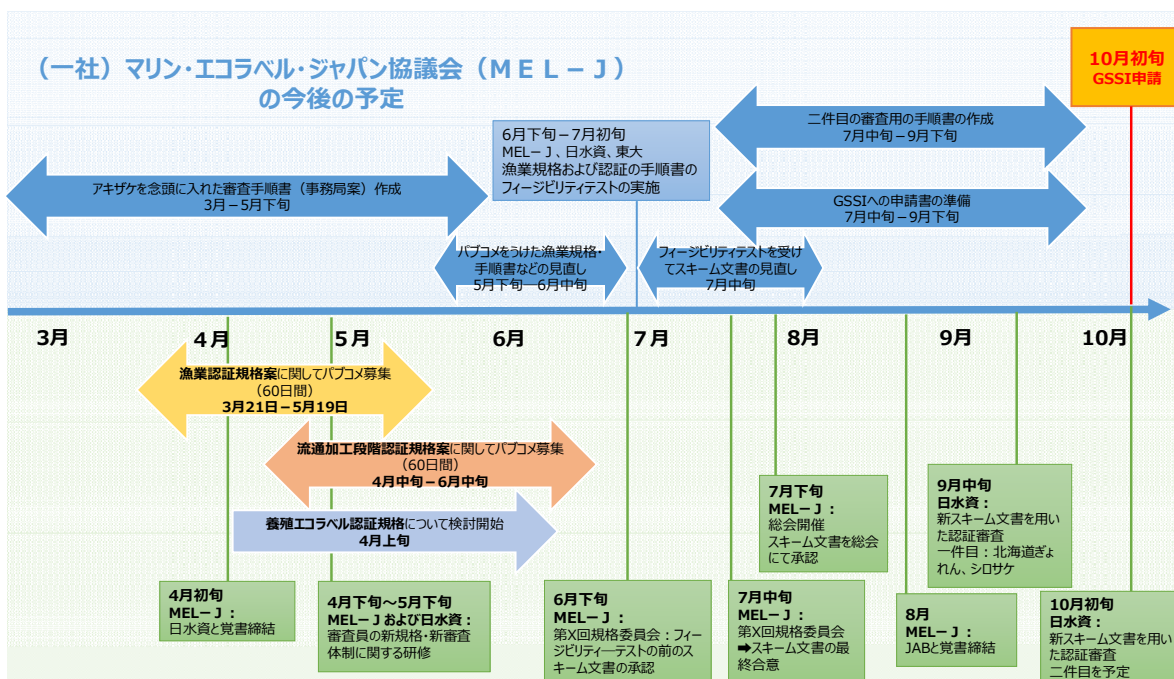 （一社）マリン・エコラベル・ジャパン協議会（ＭＥＬ－Ｊ）
の今後の予定
10月初旬
GSSI申請
二件目の審査用の手順書の作成
7月中旬－9月下旬
6月下旬－7月初旬
MEL－J、日水資、東大
漁業規格および認証の手順書の
フィージビリティテストの実施
アキザケを念頭に入れた審査手順書（事務局案）作成
3月－5月下旬
GSSIへの申請書の準備
7月中旬－9月下旬
パブコメをうけた漁業規格・
手順書などの見直し
5月下旬―6月中旬
フィージビリティテストを受け
てスキーム文書の見直し
7月中旬
3月
4月
5月
6月
7月
8月
9月
10月
漁業認証規格案に関してパブコメ募集
（60日間）
3月21日－5月19日
流通加工段階認証規格案に関してパブコメ募集
（60日間）
4月中旬－6月中旬
養殖エコラベル認証規格について検討開始
4月上旬
7月下旬
MEL－J：
総会開催
スキーム文書を総会
にて承認
9月中旬
日水資：
新スキーム文書を用い
た認証審査
一件目：北海道ぎょ
れん、シロサケ
4月初旬
MEL－J：
日水資と覚書締結
4月下旬～5月下旬
MEL－Jおよび日水資：
審査員の新規格・新審査
体制に関する研修
6月下旬
MEL－J：
第X回規格委員会：フィー
ジビリティ―テストの前のス
キーム文書の承認
7月中旬
MEL－J：
第X回規格委員会
➡スキーム文書の最
終合意
8月
MEL－J：
JABと覚書締結
10月初旬
日水資：
新スキーム文書を用い
た認証審査
二件目を予定